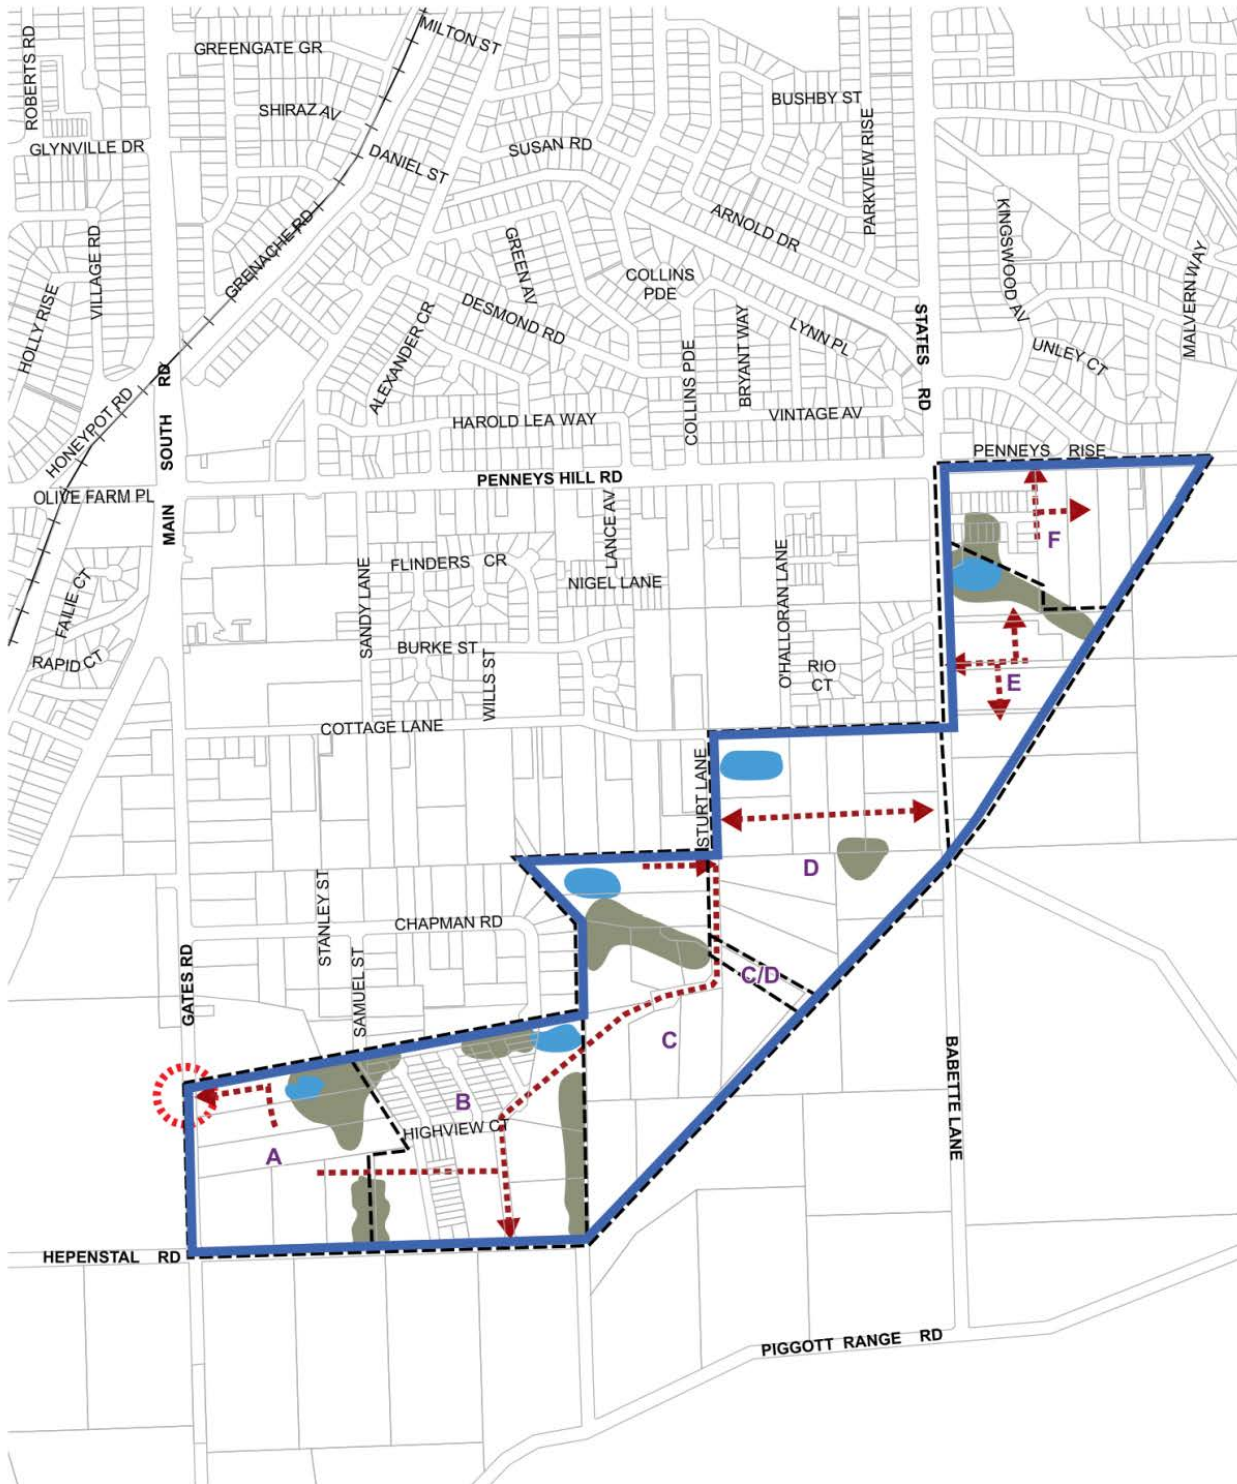 MILTON ST
ROBERTS RD
GREENGATE GR
SHIRAZ AV
BUSHBY ST
PARKVIEW RISE
GLYNVILLE DR
DANIEL ST
SUSAN RD
ARNOLD DR
KINGSWOOD AV
GRENACHE RD
VILLAGE RD
GREEN AV
COLLINS
PDE
MALVERN WAY
HOLLY RISE
DESMOND RD
ALEXANDER CR
LYNN PL
BRYANT WAY
STATES RD
UNLEY CT
COLLINS PDE
HONEYPOT RD
MAIN SOUTH RD
HAROLD LEA WAY
VINTAGE AV
PENNEYS RISE
PENNEYS HILL RD
OLIVE FARM PL
LANCE AV
F
FLINDERS CR
NIGEL LANE
O'HALLORAN LANE
SANDY LANE
FAILIE CT
RAPID CT
BURKE ST
WILLS ST
RIO
CT
E
COTTAGE LANE
STURT LANE
D
STANLEY ST
CHAPMAN RD
SAMUEL ST
GATES RD
C/D
C
BABETTE LANE
B
HIGHVIEW CT
A
HEPENSTAL RD
PIGGOTT RANGE RD